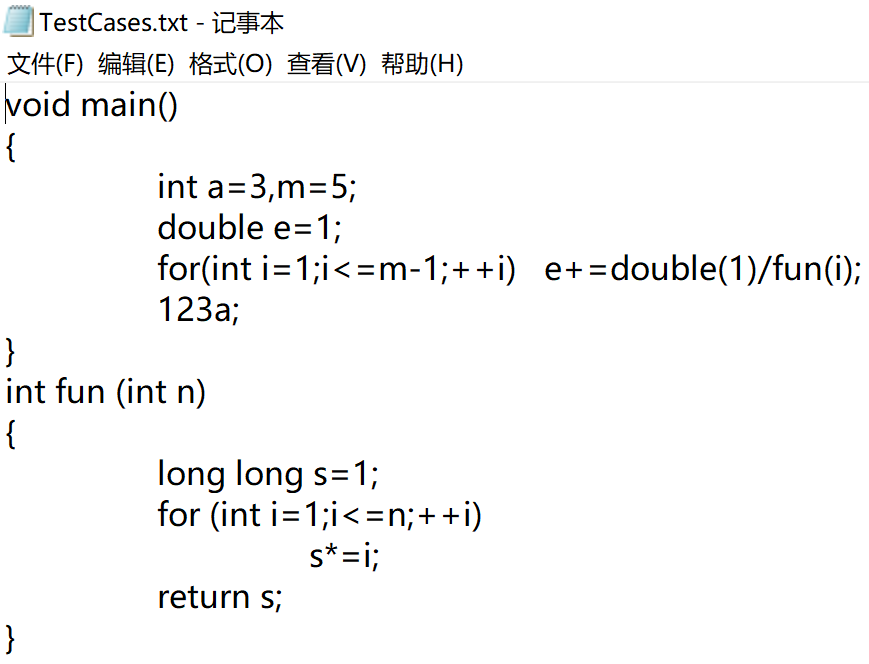 TestCases.txt - 记事本
文件(F) 编辑(E) 格式(O) 查看(V) 帮助(H)
void main()
{
int a=3,m=5;
double e=1;
for(int i=1;i<=m-1;++i) e+=double(1)/fun(i);
123a;
}
int fun (int n)
{
long long s=1;
for (int i=1;i<=n;++i)
s*=i;
return s;
}